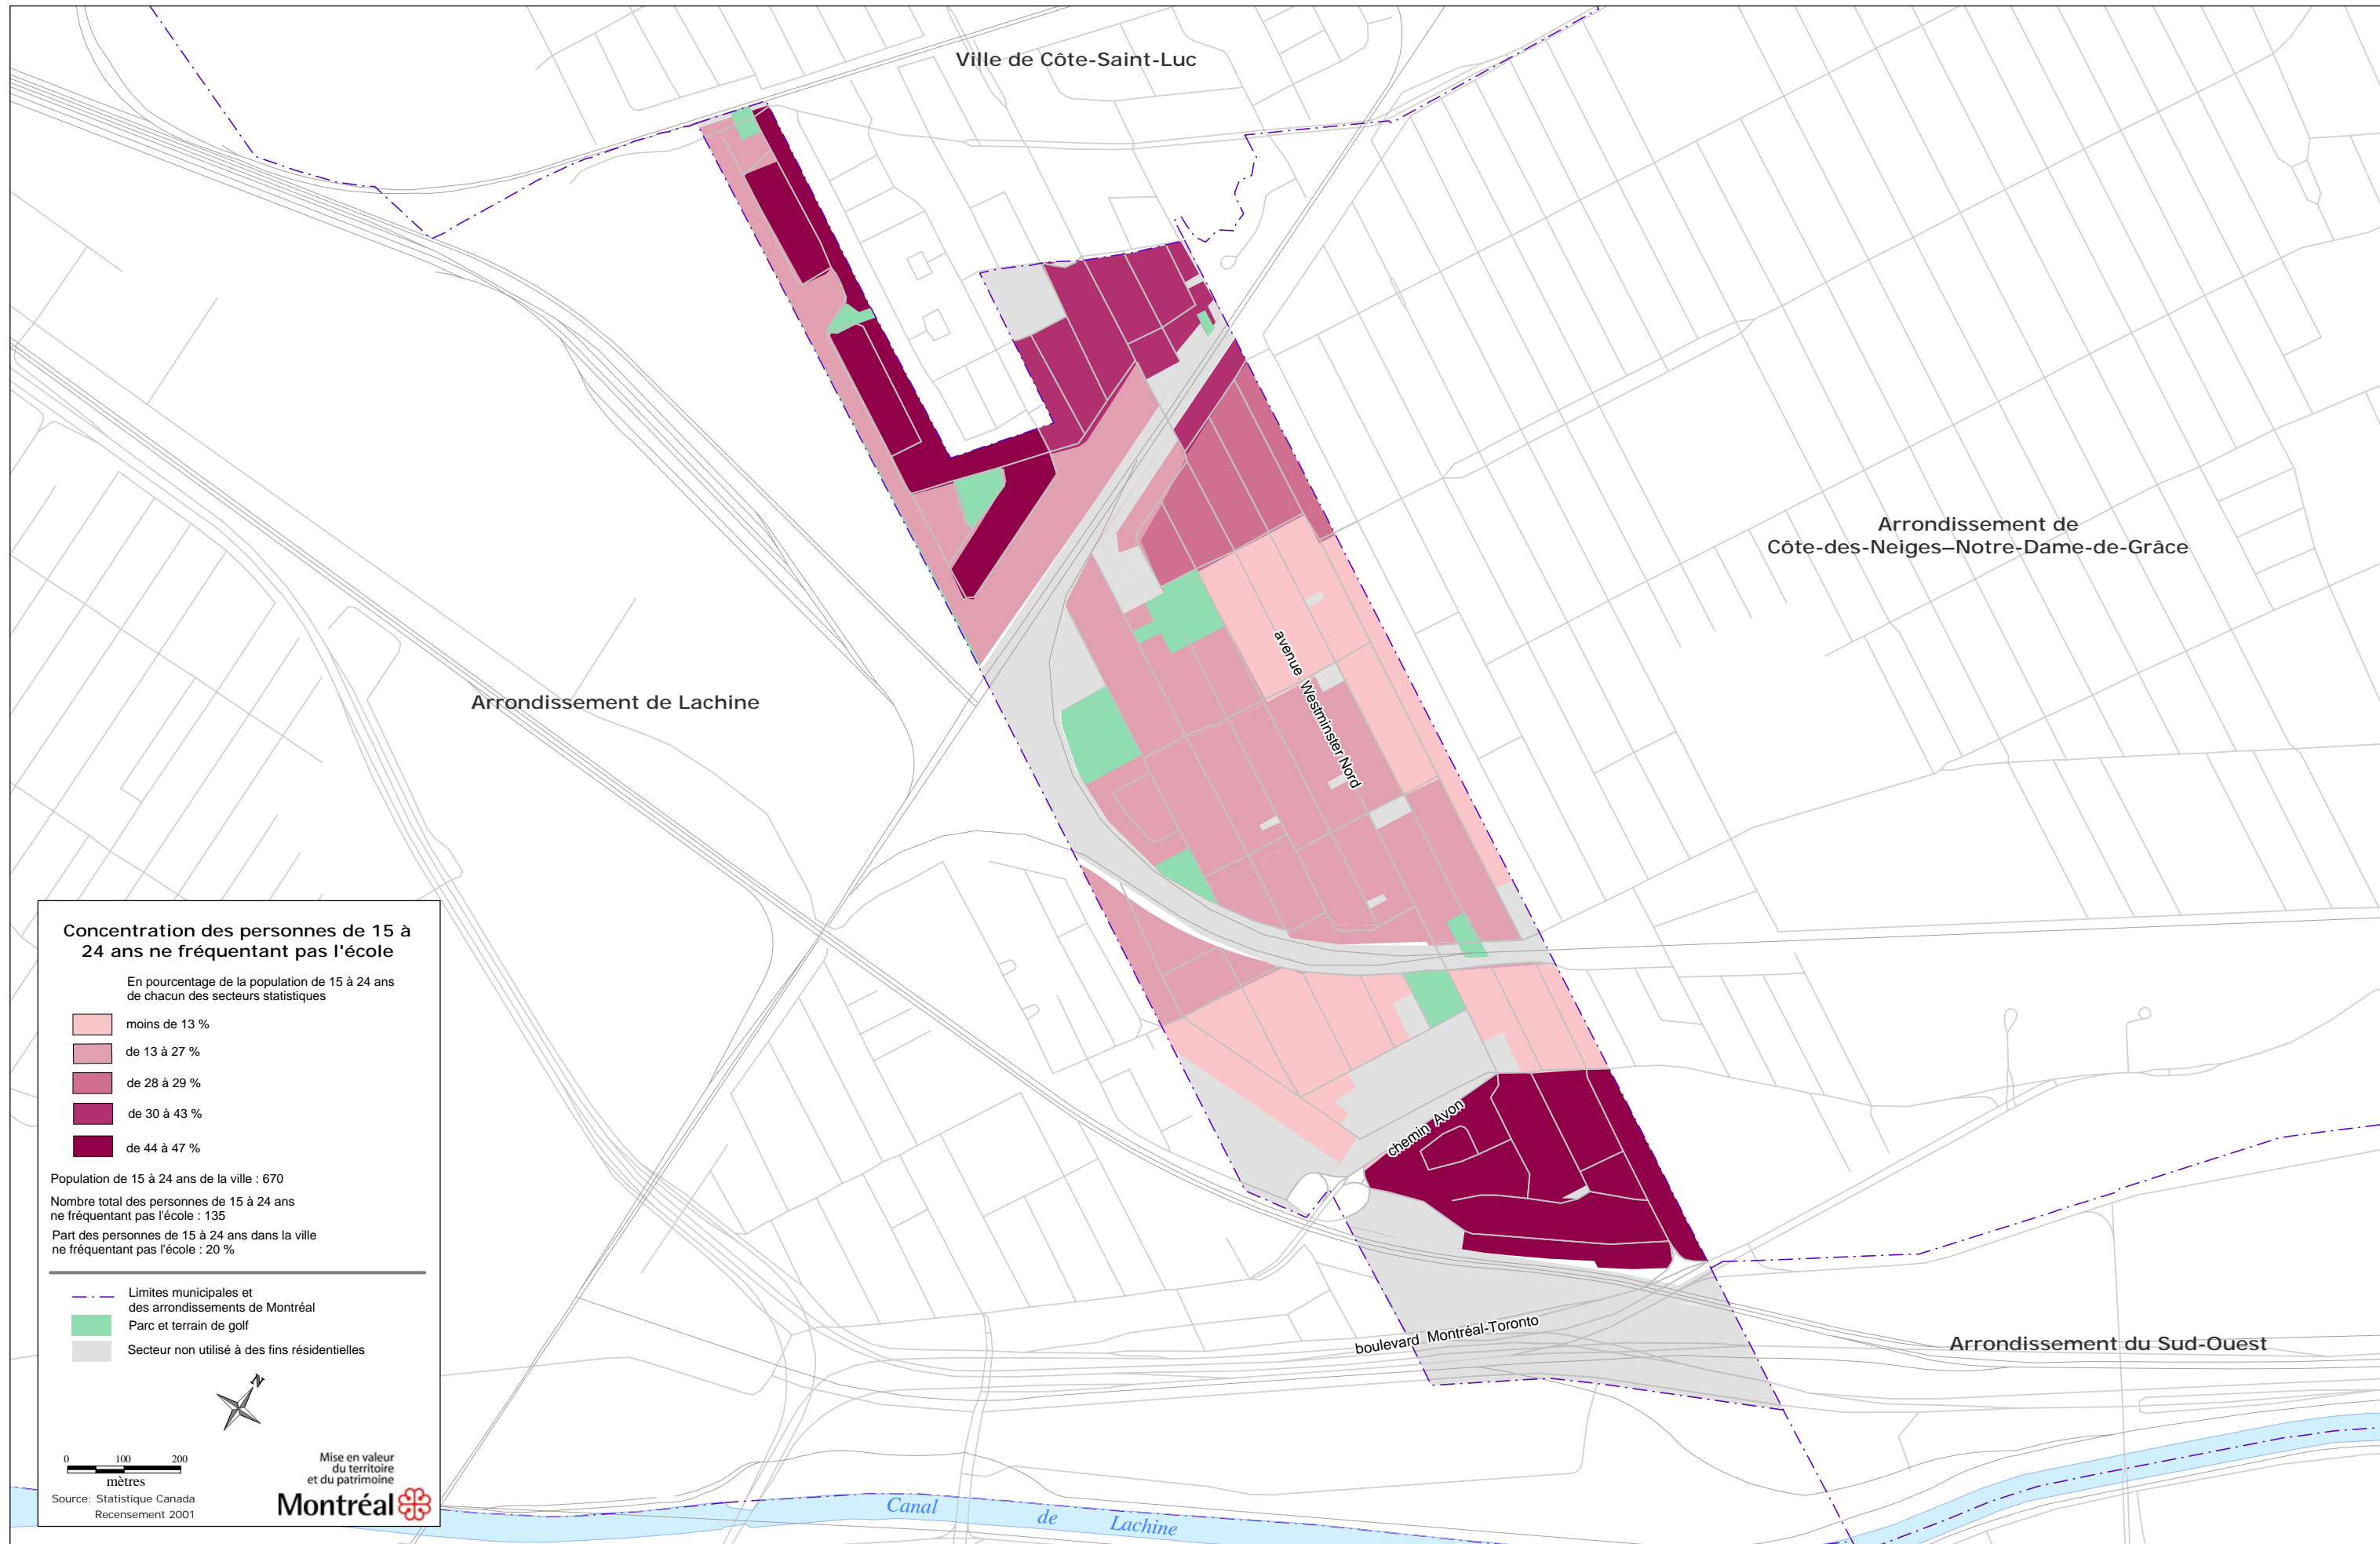 Ville de Côte-Saint-Luc
Arrondissement de
Côte-des-Neiges–Notre-Dame-de-Grâce
Arrondissement de Lachine
avenue Westminster Nord
chemin Avon
boulevard Montréal-Toronto
Arrondissement du Sud-Ouest
Canal de Lachine
Concentration des personnes de 15 à
24 ans ne fréquentant pas l'école
En pourcentage de la population de 15 à 24 ans
de chacun des secteurs statistiques
moins de 13 %
de 13 à 27 %
de 28 à 29 %
de 30 à 43 %
de 44 à 47 %
Population de 15 à 24 ans de la ville : 670
Nombre total des personnes de 15 à 24 ans
ne fréquentant pas l'école : 135
Part des personnes de 15 à 24 ans dans la ville
ne fréquentant pas l'école : 20 %
Limites municipales et
des arrondissements de Montréal
Parc et terrain de golf
Secteur non utilisé à des fins résidentielles
N
0 100 200
mètres
Source: Statistique Canada
Recensement 2001
Mise en valeur
du territoire
et du patrimoine
Montréal